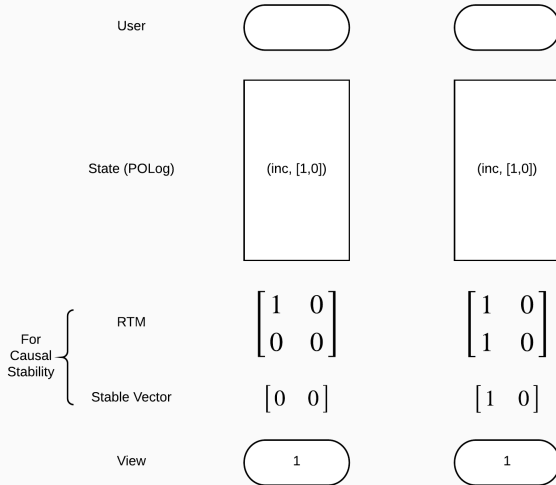 User
State (POLog)
(inc, [1,0])
(inc, [1,0])
For
Causal
Stability
RTM
1 0
0 0
1 0
1 0
Stable Vector
[0 0]
[1 0]
View
1
1